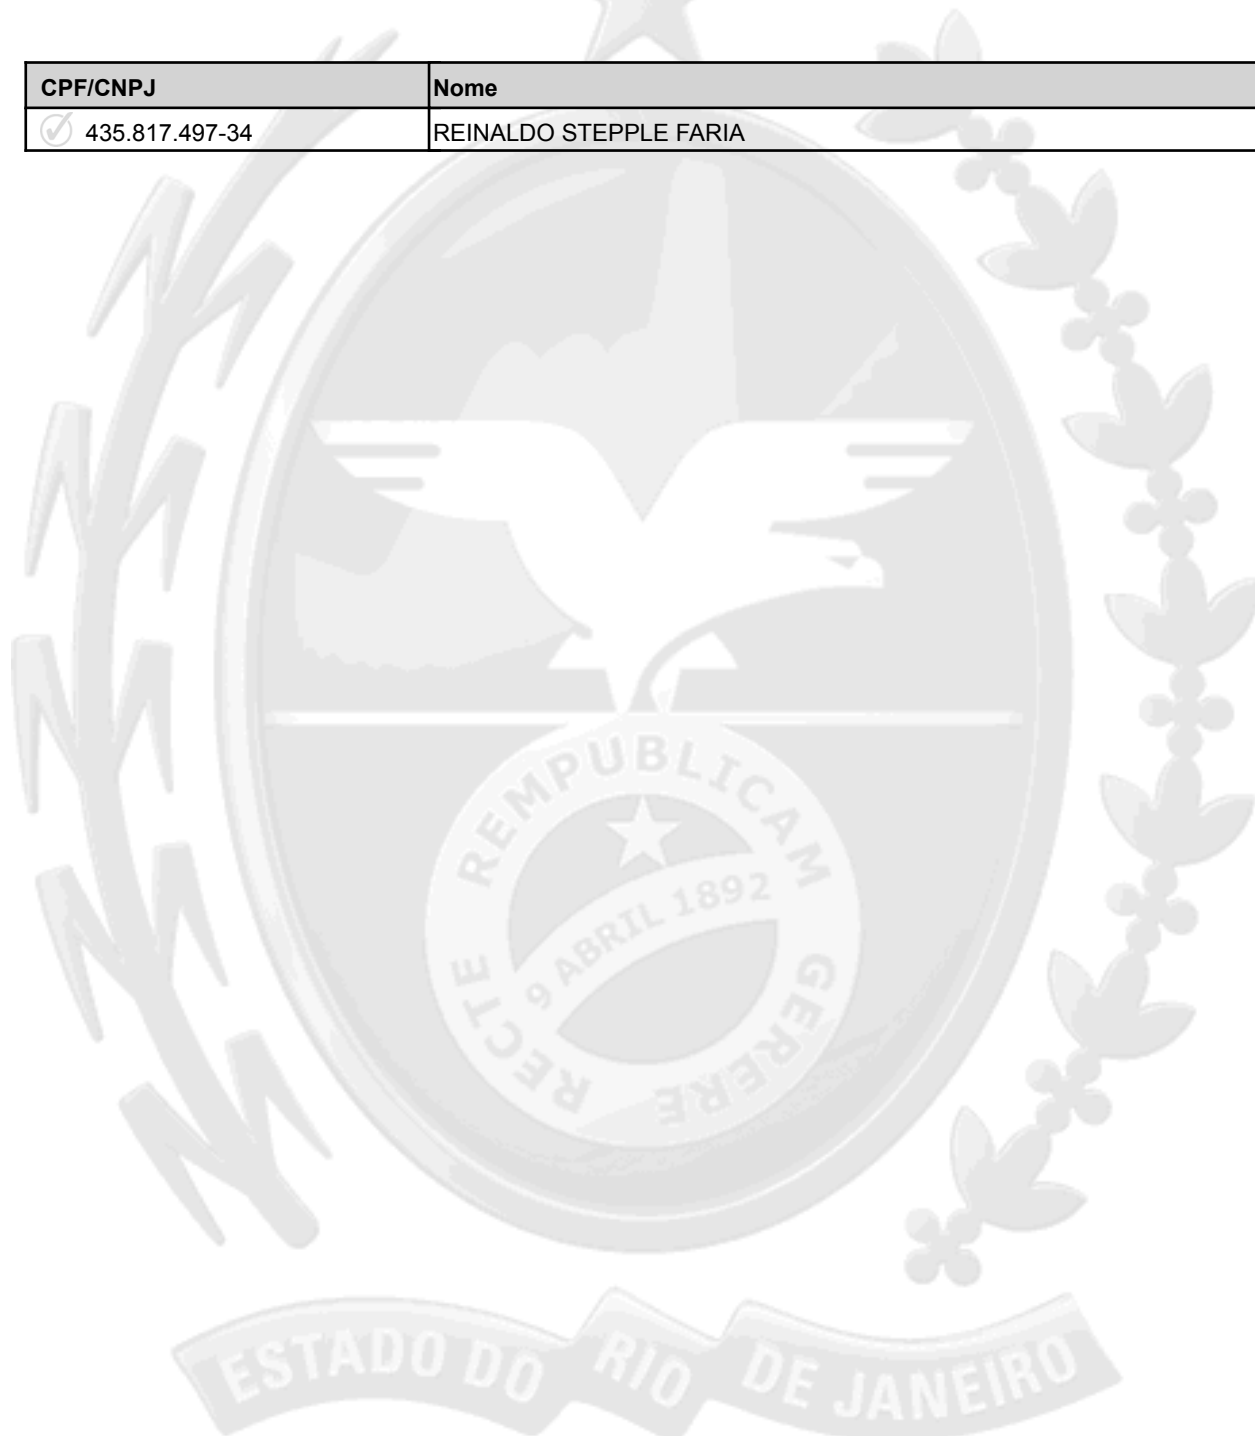 CPF/CNPJ Nome
435.817.497-34 REINALDO STEPPLE FARIA
REMPUBLICAM
9 ABRIL 1892
RECTE GERERE
ESTADO DO RIO DE JANEIRO